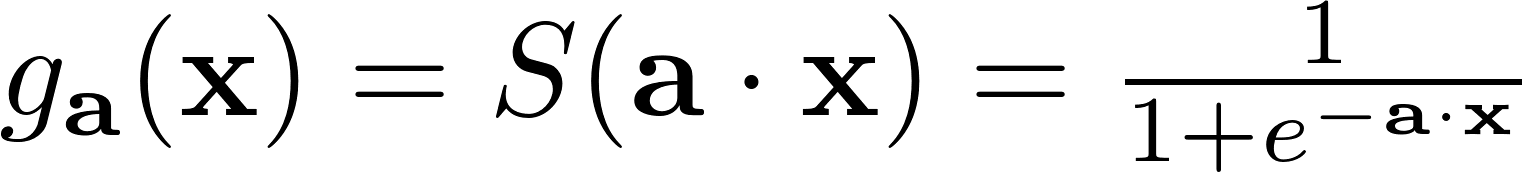 g_𝐚(𝐱) = S(𝐚 · 𝐱) = 1 / (1+e^(−𝐚·𝐱))